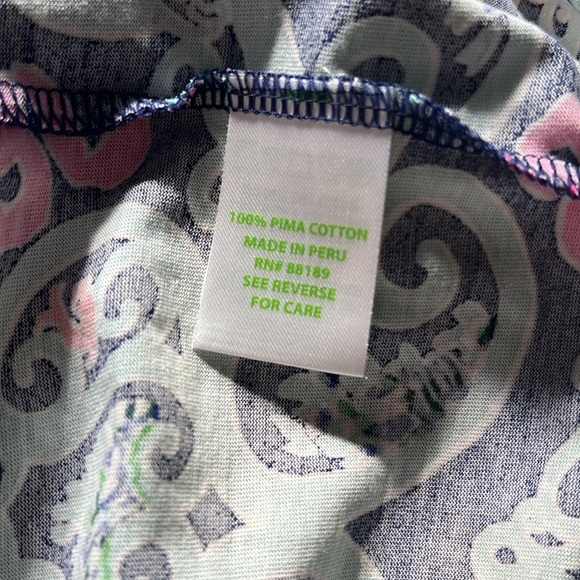 100% PIMA COTTON
MADE IN PERU
RN# 88189
SEE REVERSE
FOR CARE